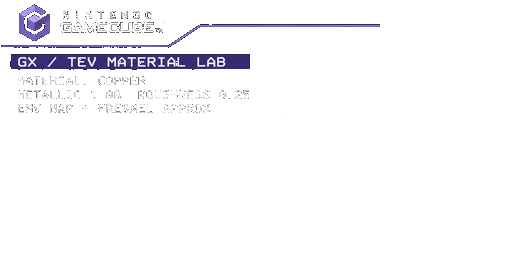 NINTENDO
GAMECUBE
GX / TEV MATERIAL LAB
MATERIAL: COPPER
METALLIC 1.00 ROUGHNESS 0.25
ENV MAP + FRESNEL APPROX